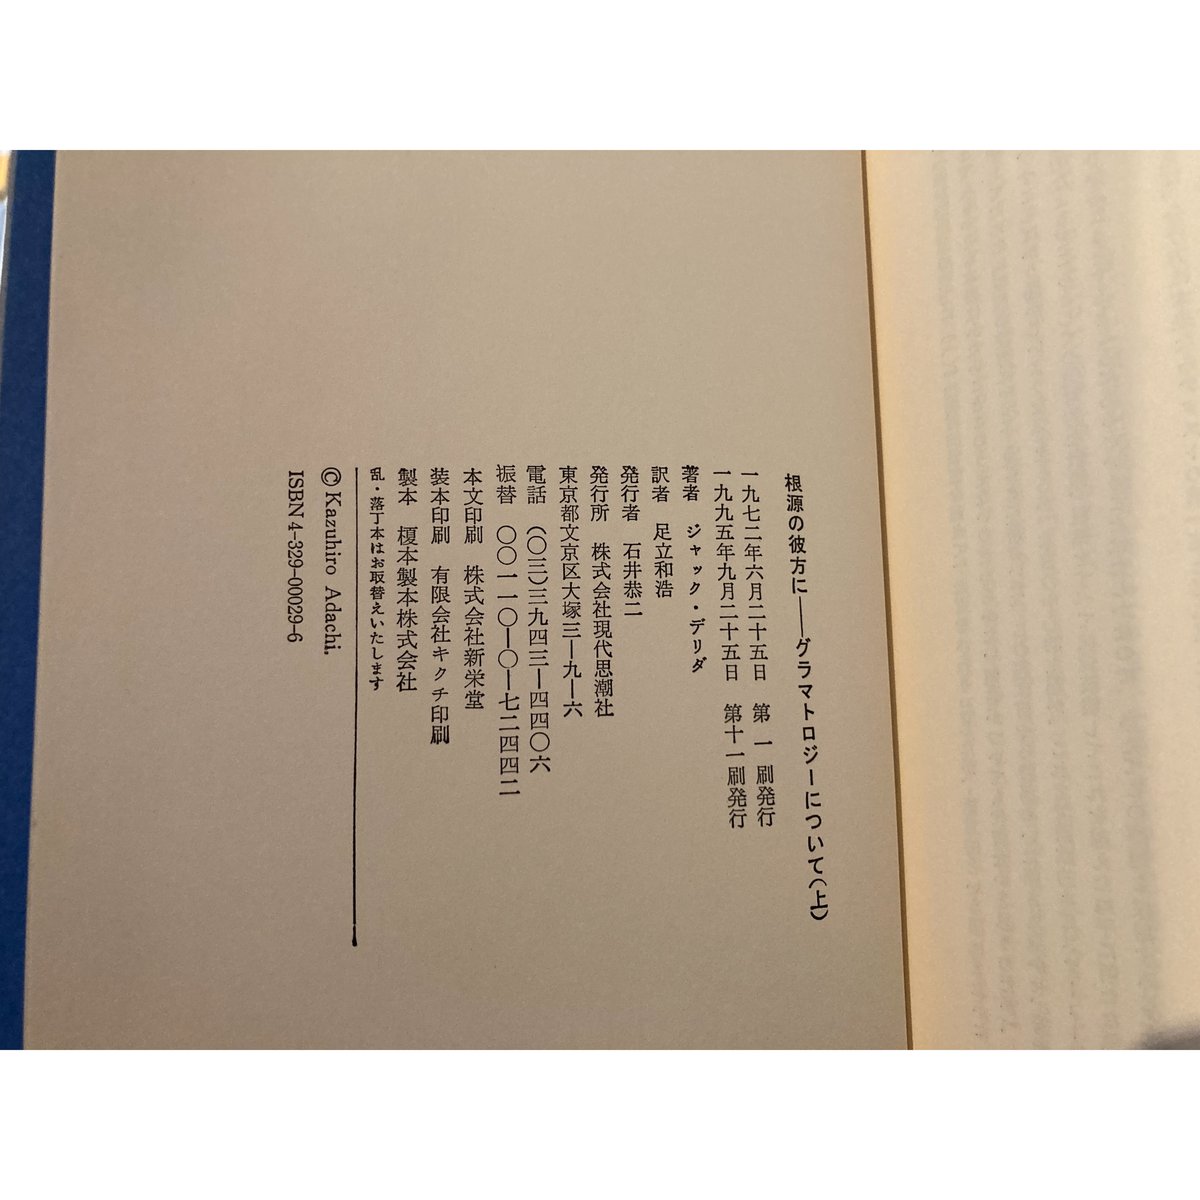 根源の彼方に――グラマトロジーについて(上)
一九七二年六月二十五日 第一刷発行
一九九五年九月二十五日 第十一刷発行
著者 ジャック・デリダ
訳者 足立和浩
発行者 石井恭二
発行所 株式会社現代思潮社
東京都文京区大塚三―九―六
電話 (〇三)三九四三―四四〇六
振替 〇〇一一〇―〇―七二四四二
本文印刷 株式会社新栄堂
装本印刷 有限会社キクチ印刷
製本 榎本製本株式会社
乱・落丁本はお取替えいたします
© Kazuhiro Adachi.
ISBN 4-329-00029-6